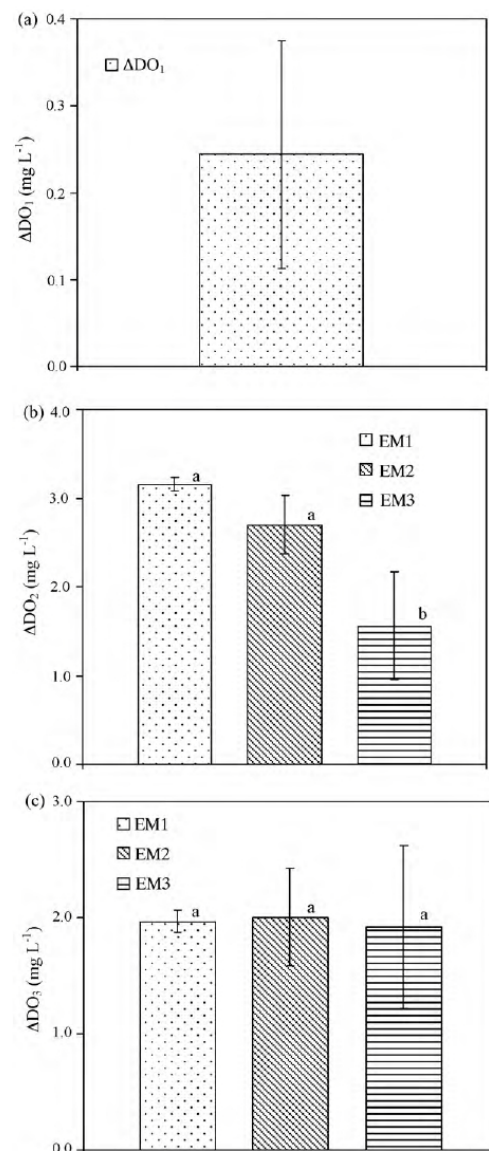 (a)
0.4
0.3
0.2
0.1
0.0
ΔDO₁ (mg L⁻¹)
ΔDO₁
(b)
4.0
3.0
2.0
1.0
0.0
ΔDO₂ (mg L⁻¹)
EM1
EM2
EM3
a
a
b
(c)
3.0
2.0
1.0
0.0
ΔDO₃ (mg L⁻¹)
EM1
EM2
EM3
a
a
a